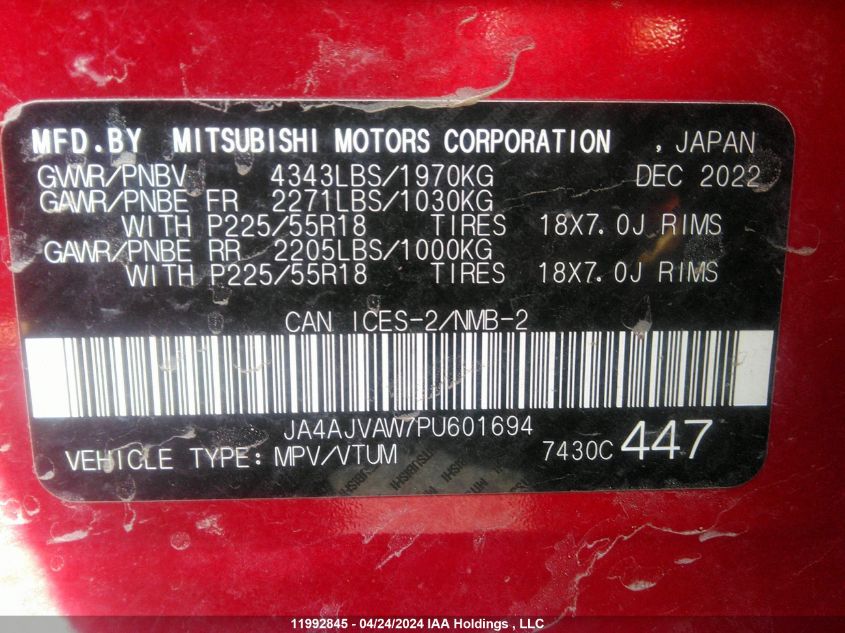 MFD.BY MITSUBISHI MOTORS CORPORATION , JAPAN
GVWR/PNBV 4343LBS/1970KG DEC 2022
GAWR/PNBE FR 2271LBS/1030KG
WITH P225/55R18 TIRES 18X7.0J RIMS
GAWR/PNBE RR 2205LBS/1000KG
WITH P225/55R18 TIRES 18X7.0J RIMS
CAN ICES-2/NMB-2
JA4AJVAW7PU601694
VEHICLE TYPE: MPV/VTUM 7430C 447
MITSUBISHI
11992845 - 04/24/2024 IAA Holdings , LLC